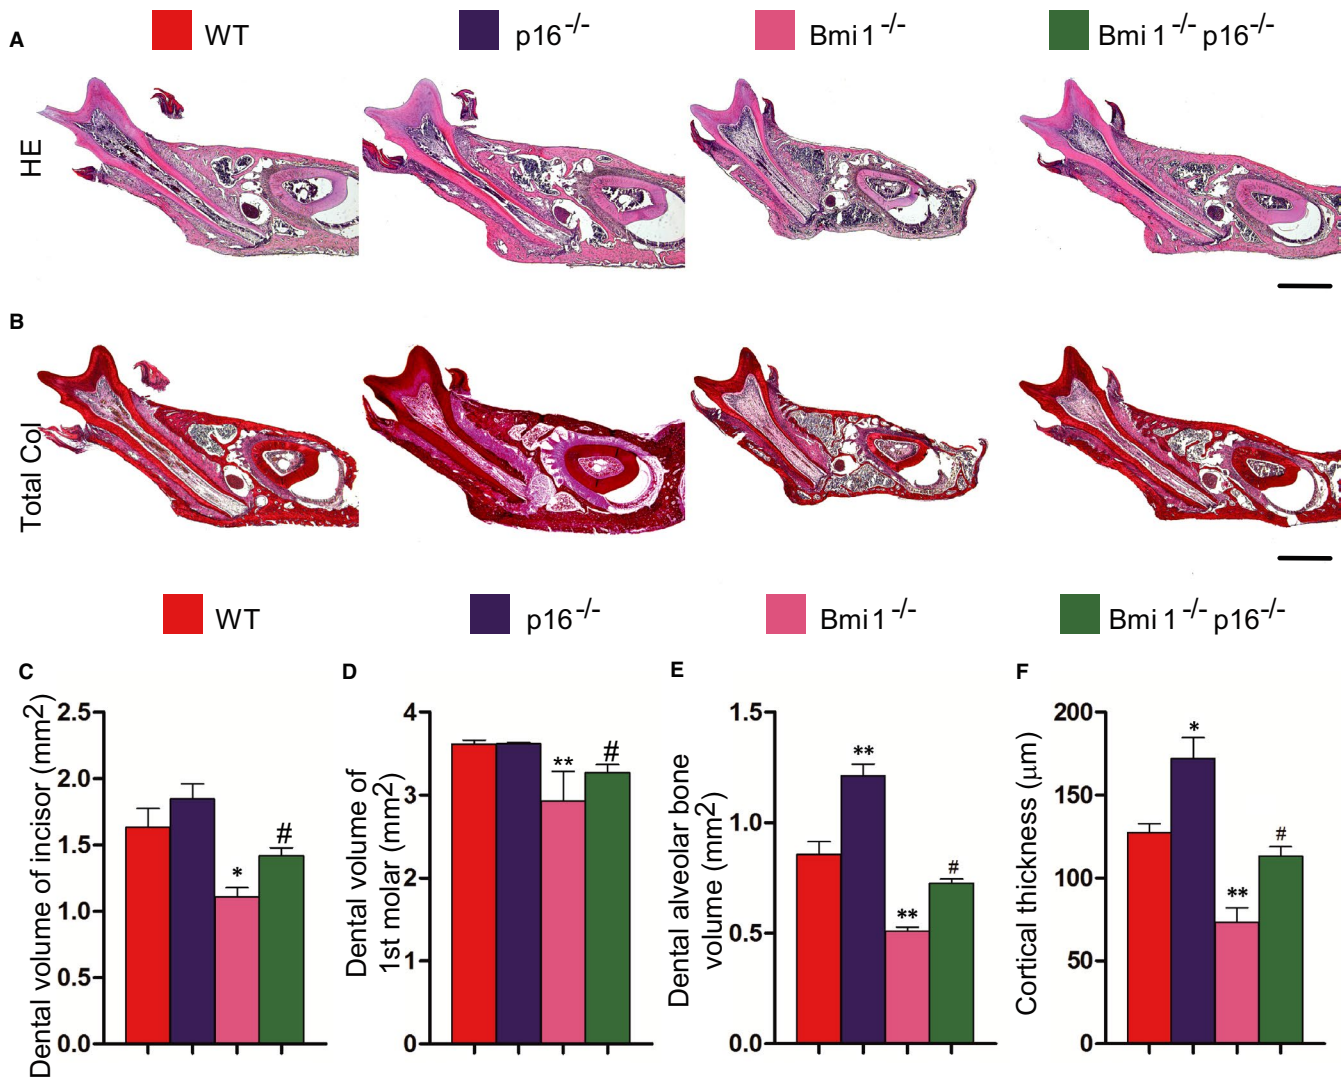 A
WT
p16-/-
Bmi1-/-
Bmi1-/- p16-/-
HE
B
Total Col
WT
p16-/-
Bmi1-/-
Bmi1-/- p16-/-
C
Dental volume of incisor (mm2)
2.5
2.0
1.5
1.0
0.5
0.0
*
#
D
Dental volume of
1st molar (mm2)
4
3
2
1
0
**
#
E
Dental alveolar bone
volume (mm2)
1.5
1.0
0.5
0.0
**
**
#
F
Cortical thickness (μm)
200
150
100
50
0
*
**
#